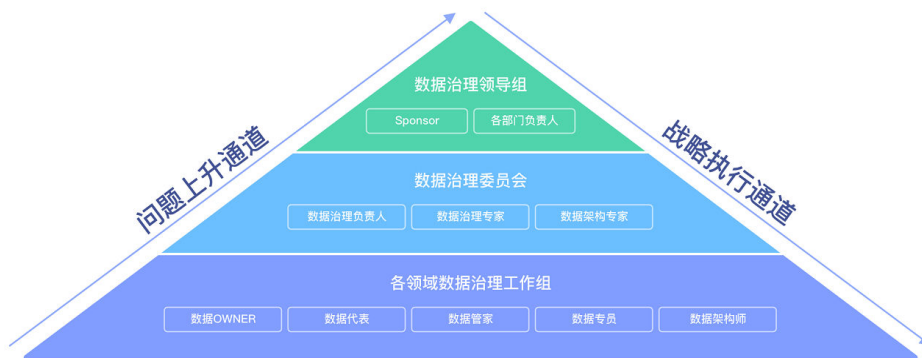 数据治理领导组
Sponsor 各部门负责人
问题上升通道
战略执行通道
数据治理委员会
数据治理负责人 数据治理专家 数据架构专家
各领域数据治理工作组
数据OWNER 数据代表 数据管家 数据专员 数据架构师